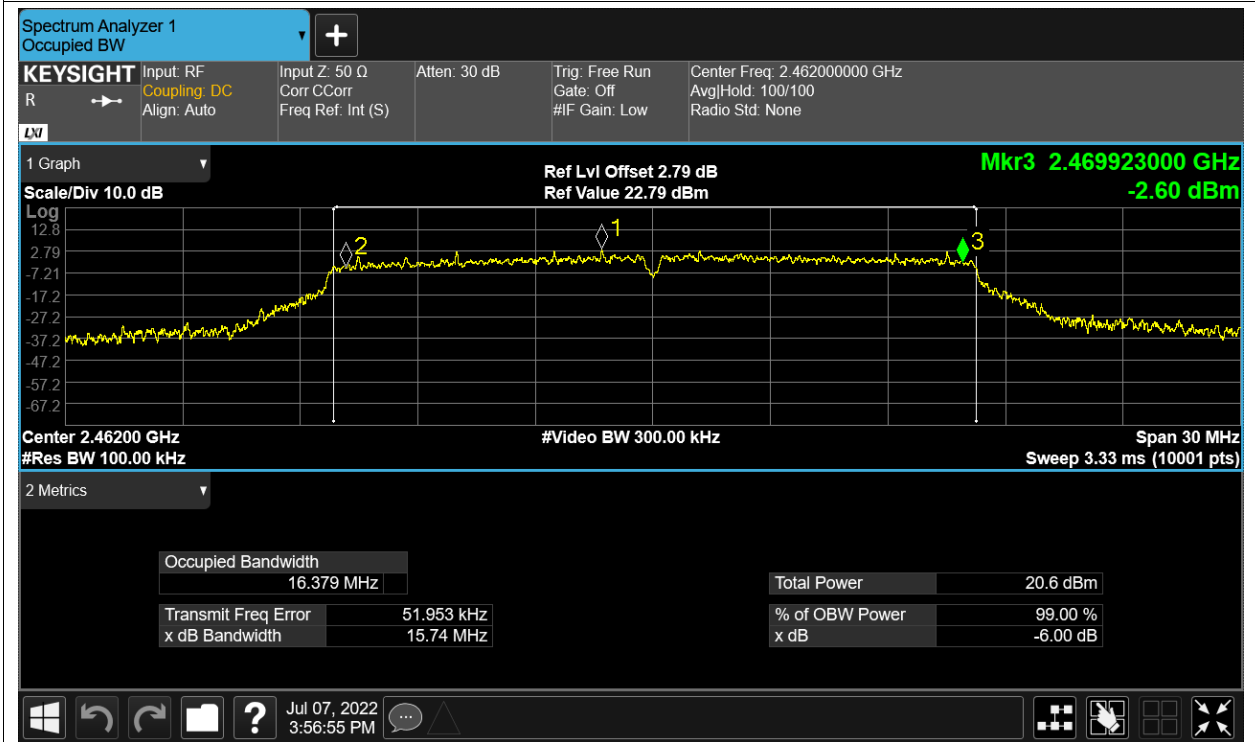 Spectrum Analyzer 1
Occupied BW
KEYSIGHT Input: RF Input Z: 50 Ω Atten: 30 dB Trig: Free Run Center Freq: 2.462000000 GHz
R Coupling: DC Corr CCorr Gate: Off Avg|Hold: 100/100
Align: Auto Freq Ref: Int (S) #IF Gain: Low Radio Std: None
LXI
1 Graph Ref Lvl Offset 2.79 dB Mkr3 2.469923000 GHz
Scale/Div 10.0 dB Ref Value 22.79 dBm -2.60 dBm
Log
12.8 1
2.79 2 3
-7.21
-17.2
-27.2
-37.2
-47.2
-57.2
-67.2
Center 2.46200 GHz #Video BW 300.00 kHz Span 30 MHz
#Res BW 100.00 kHz Sweep 3.33 ms (10001 pts)
2 Metrics
Occupied Bandwidth
16.379 MHz Total Power 20.6 dBm
Transmit Freq Error 51.953 kHz % of OBW Power 99.00 %
x dB Bandwidth 15.74 MHz x dB -6.00 dB
? Jul 07, 2022
3:56:55 PM